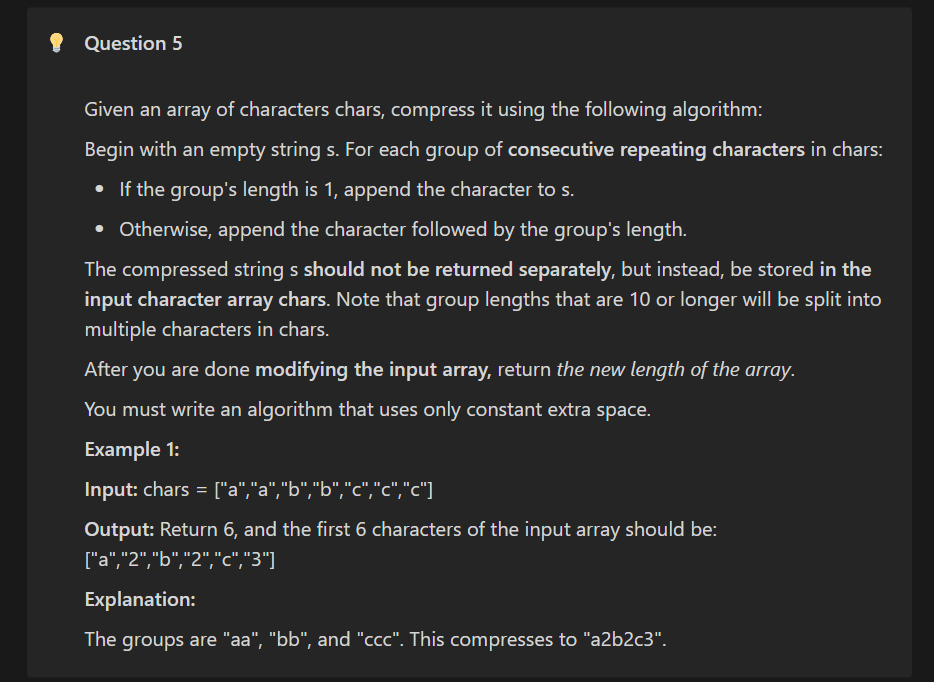 Question 5
Given an array of characters chars, compress it using the following algorithm:
Begin with an empty string s. For each group of consecutive repeating characters in chars:
• If the group's length is 1, append the character to s.
• Otherwise, append the character followed by the group's length.
The compressed string s should not be returned separately, but instead, be stored in the
input character array chars. Note that group lengths that are 10 or longer will be split into
multiple characters in chars.
After you are done modifying the input array, return the new length of the array.
You must write an algorithm that uses only constant extra space.
Example 1:
Input: chars = ["a","a","b","b","c","c","c"]
Output: Return 6, and the first 6 characters of the input array should be:
["a","2","b","2","c","3"]
Explanation:
The groups are "aa", "bb", and "ccc". This compresses to "a2b2c3".